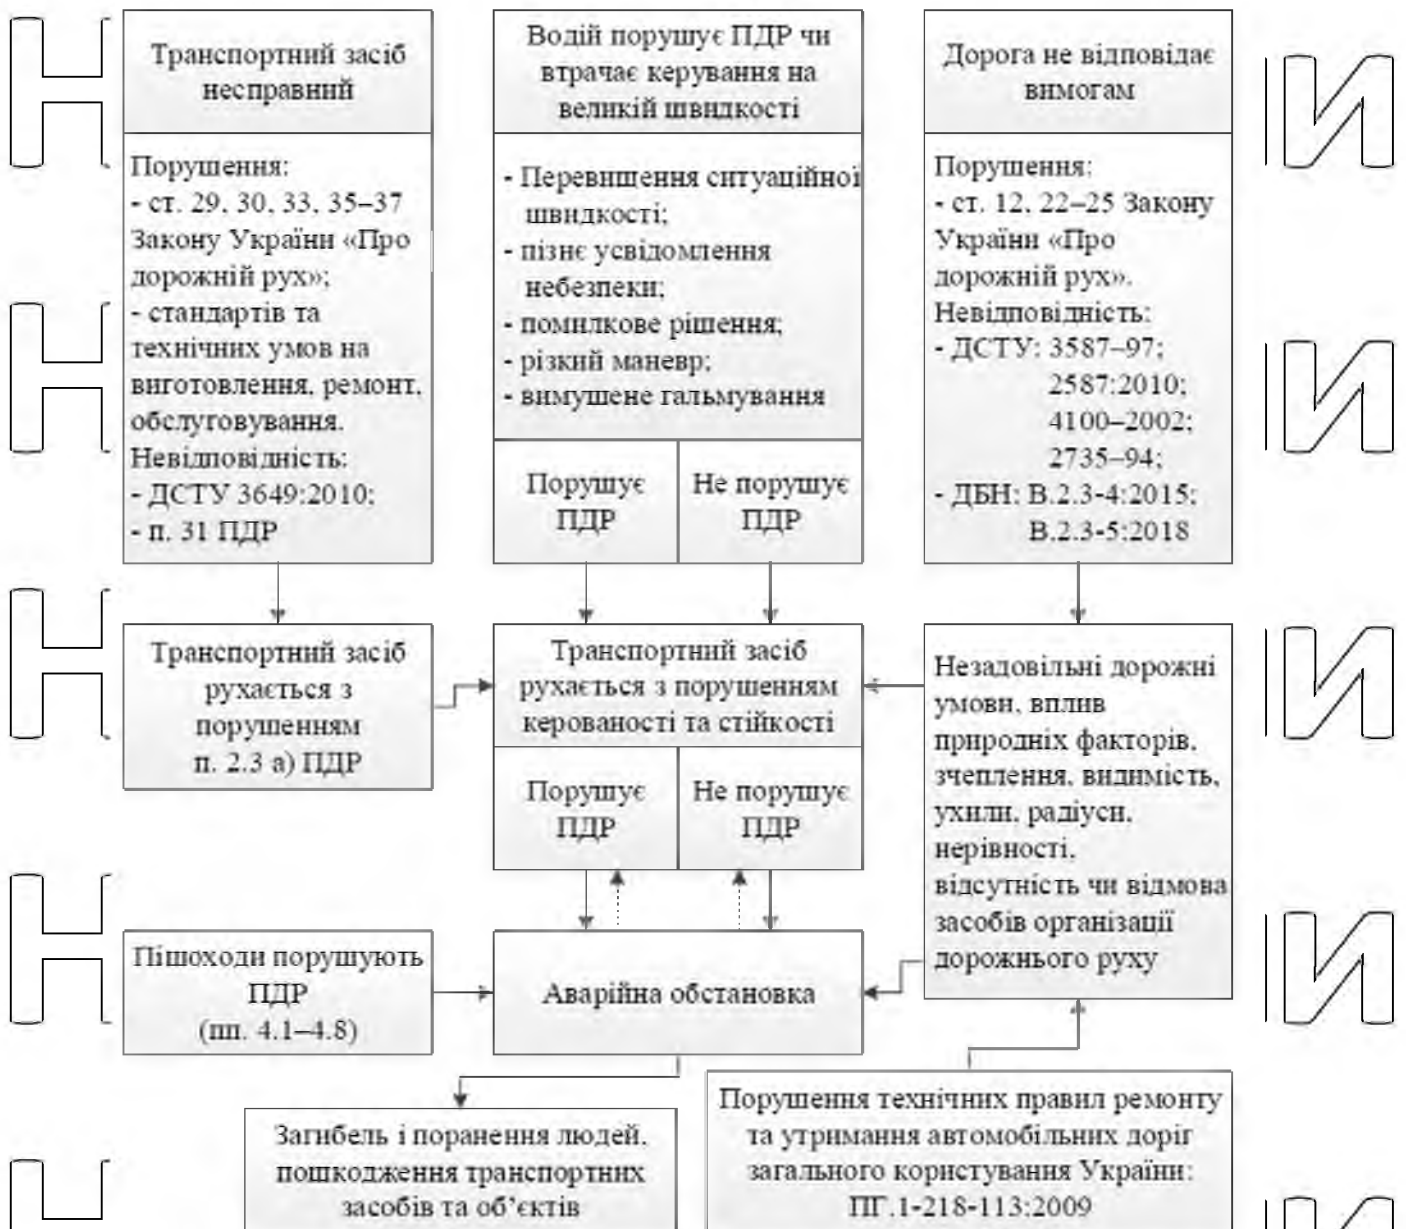 Транспортний засіб
несправний
Порушення:
- ст. 29, 30, 33, 35–37
Закону України «Про
дорожній рух»;
- стандартів та
технічних умов на
виготовлення, ремонт,
обслуговування.
Невідповідність:
- ДСТУ 3649:2010;
- п. 31 ПДР
Водій порушує ПДР чи
втрачає керування на
великій швидкості
- Перевищення ситуаційної
швидкості;
- пізнє усвідомлення
небезпеки;
- помилкове рішення;
- різкий маневр;
- вимушене гальмування
Порушує
ПДР
Не порушує
ПДР
Дорога не відповідає
вимогам
Порушення:
- ст. 12, 22–25 Закону
України «Про
дорожній рух».
Невідповідність:
- ДСТУ: 3587–97;
2587:2010;
4100–2002;
2735–94;
- ДБН: В.2.3-4:2015;
В.2.3-5:2018
Транспортний засіб
рухається з
порушенням
п. 2.3 а) ПДР
Транспортний засіб
рухається з порушенням
керованості та стійкості
Порушує
ПДР
Не порушує
ПДР
Незадовільні дорожні
умови, вплив
природніх факторів,
зчеплення, видимість,
ухили, радіуси,
нерівності,
відсутність чи відмова
засобів організації
дорожнього руху
Пішоходи порушують
ПДР
(пп. 4.1–4.8)
Аварійна обстановка
Загибель і поранення людей,
пошкодження транспортних
засобів та об’єктів
Порушення технічних правил ремонту
та утримання автомобільних доріг
загального користування України:
ПГ.1-218-113:2009
Н
Н
Н
Н
И
И
И
И